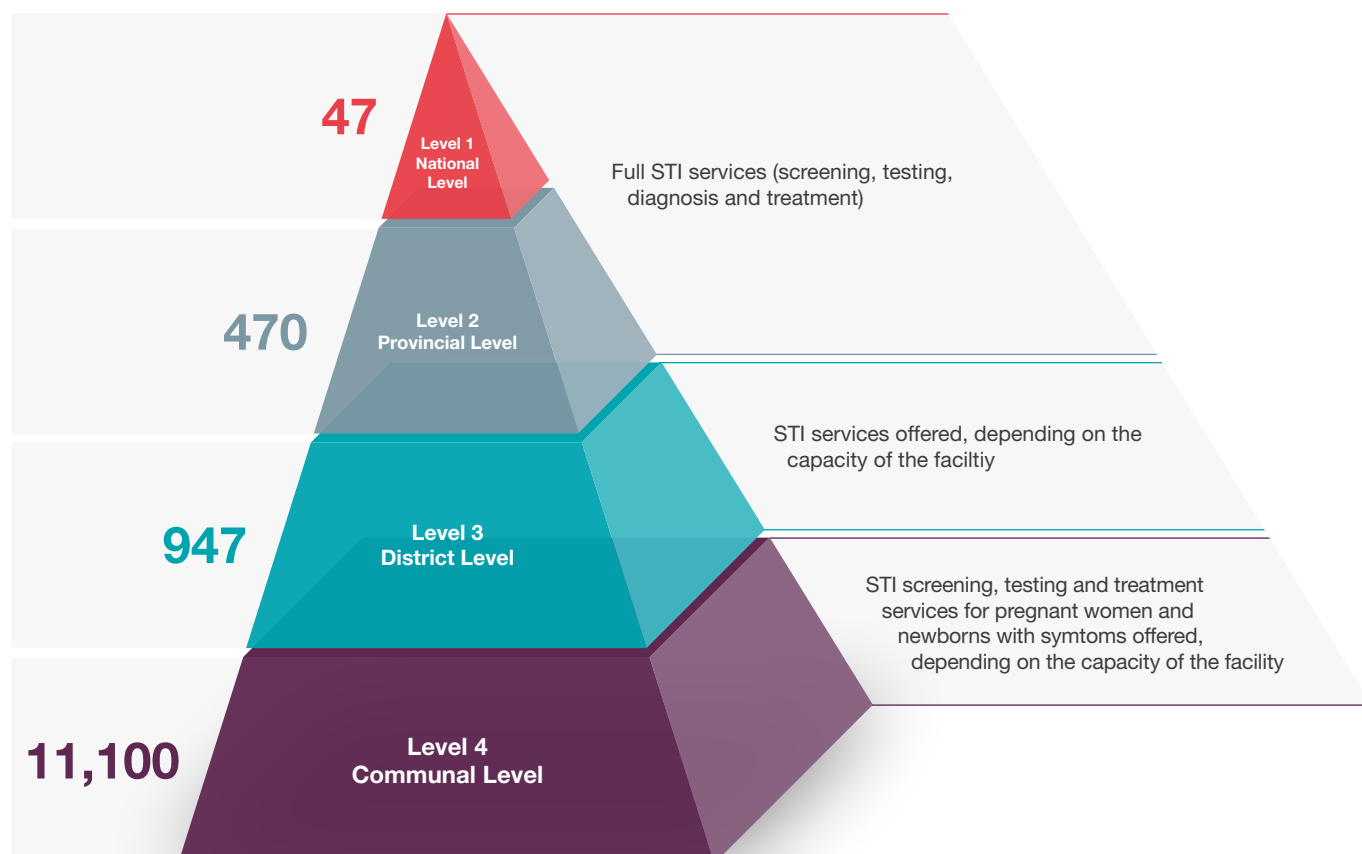 47
Level 1
National
Level
Full STI services (screening, testing,
diagnosis and treatment)
470
Level 2
Provincial Level
947
Level 3
District Level
STI services offered, depending on the
capacity of the faciltiy
11,100
Level 4
Communal Level
STI screening, testing and treatment
services for pregnant women and
newborns with symtoms offered,
depending on the capacity of the facility